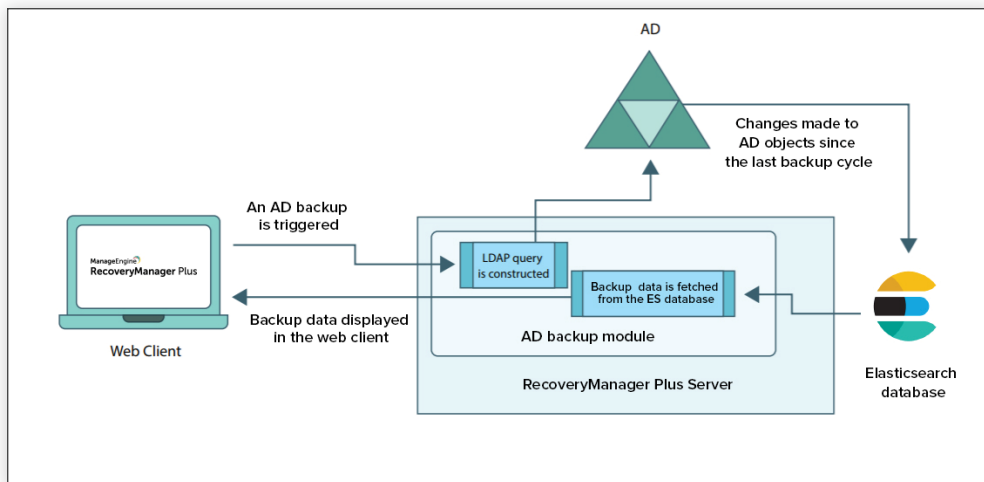 AD
Changes made to
AD objects since
the last backup cycle
An AD backup
is triggered
ManageEngine
RecoveryManager Plus
LDAP query
is constructed
Backup data is fetched
from the ES database
Backup data displayed
in the web client
AD backup module
Web Client
RecoveryManager Plus Server
Elasticsearch
database